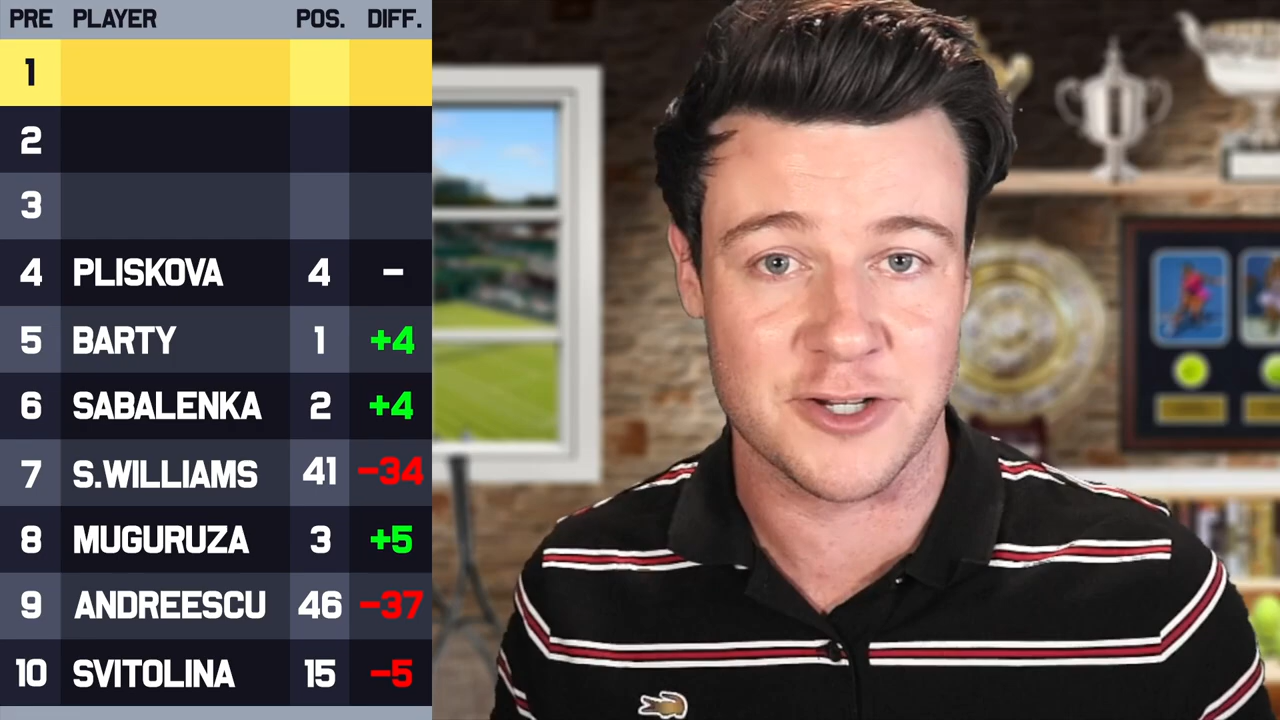 PRE PLAYER POS. DIFF.
1
2
3
4 PLISKOVA 4 –
5 BARTY 1 +4
6 SABALENKA 2 +4
7 S.WILLIAMS 41 –34
8 MUGURUZA 3 +5
9 ANDREESCU 46 –37
10 SVITOLINA 15 –5